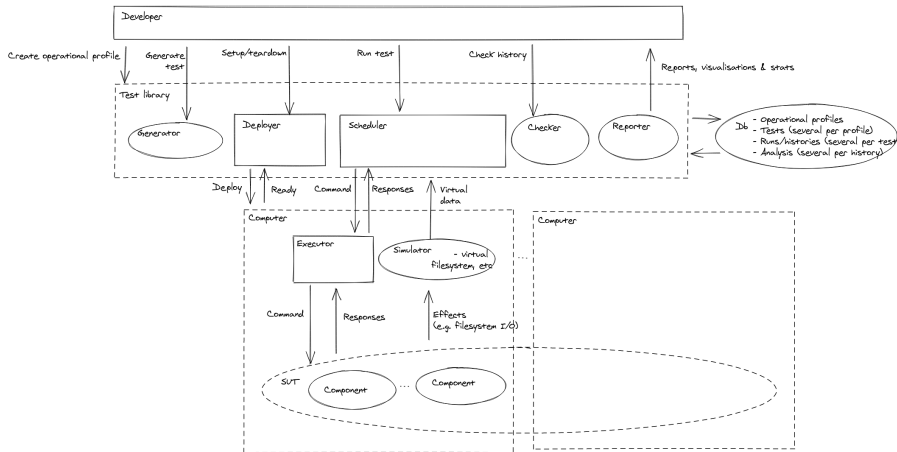 Developer
Create operational profile
Generate
test
Setup/teardown
Run test
Check history
Reports, visualisations & stats
Test library
Generator
Deployer
Scheduler
Checker
Reporter
Db
- Operational profiles
- Tests (several per profile)
- Runs/histories (several per test
- Analysis (several per history)
Deploy
Ready
Command
Responses
Virtual
data
Computer
Executor
Simulator
- virtual
filesystem, etc
...
Computer
Command
Responses
Effects
(e.g. filesystem I/O)
SUT
Component
...
Component